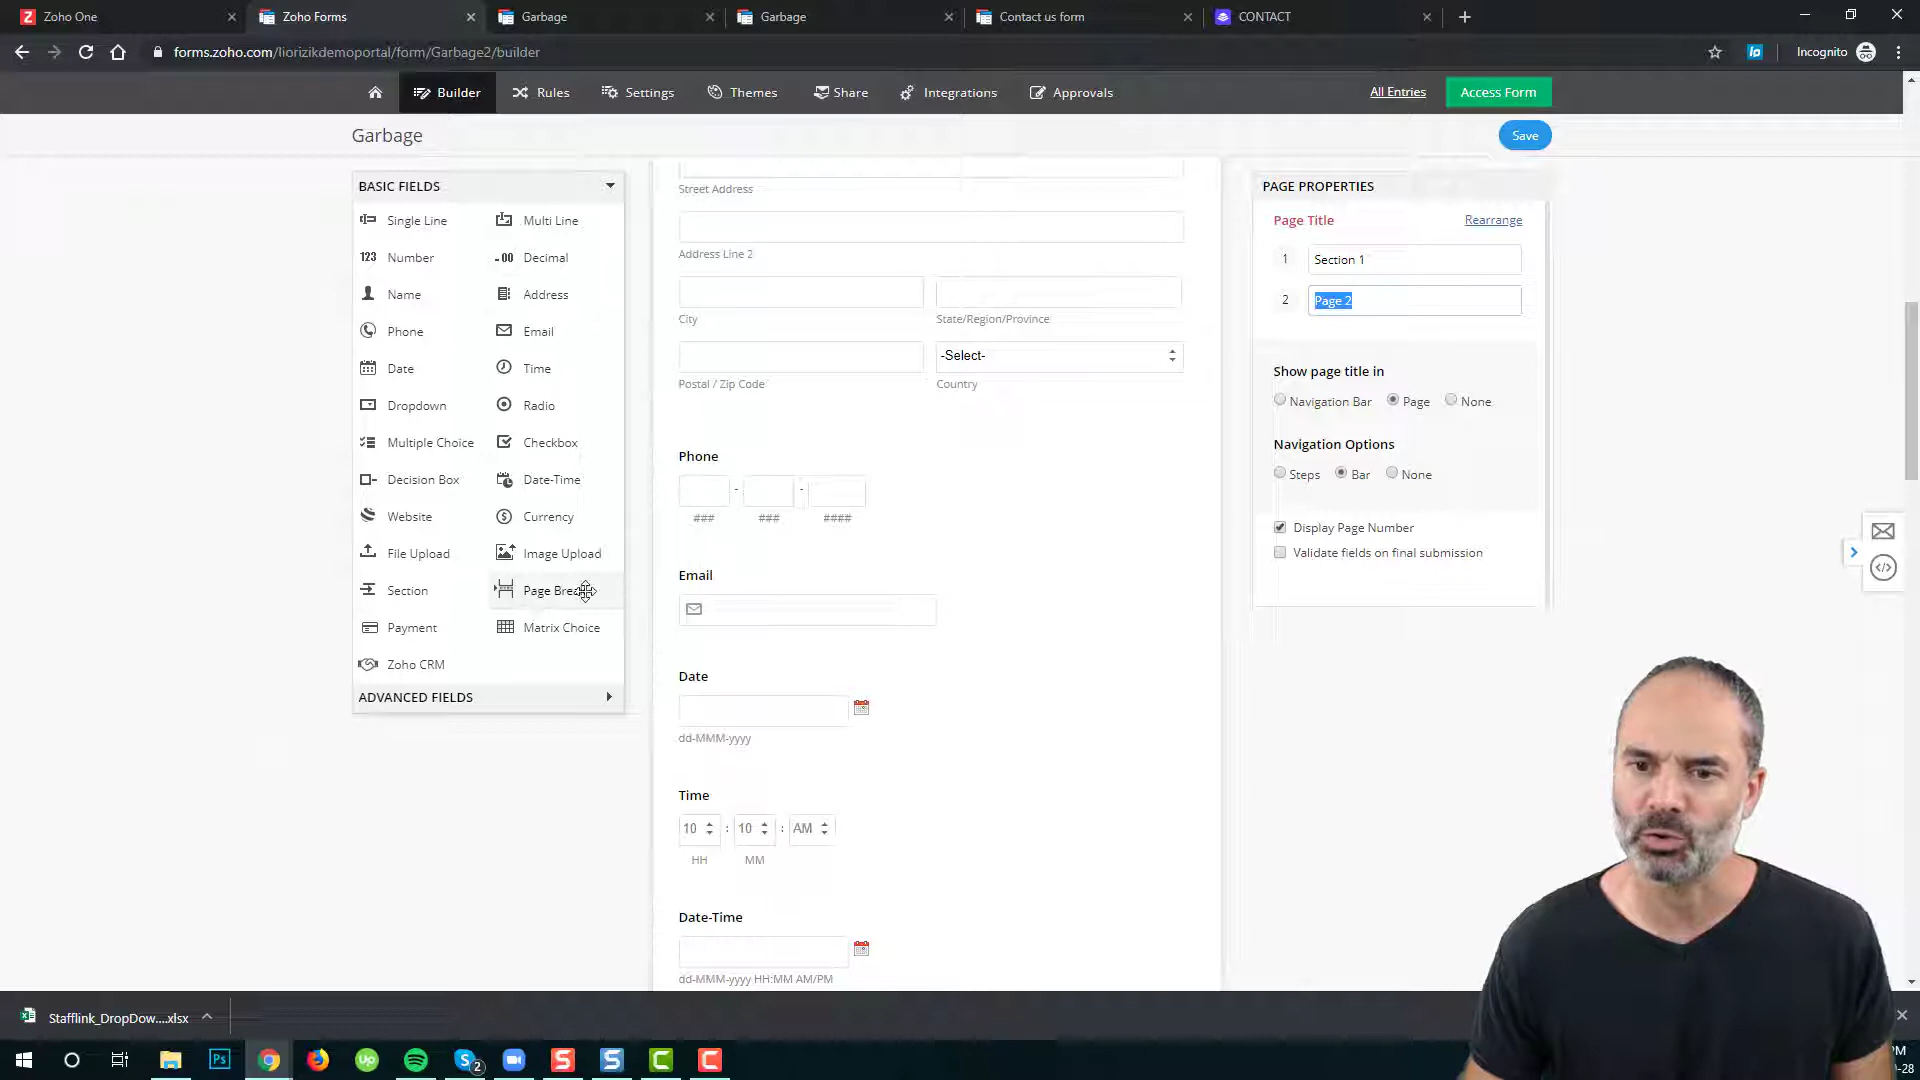 Zoho One
Zoho Forms
Garbage
Garbage
Contact us form
CONTACT
forms.zoho.com/liorizikdemoportal/form/Garbage2/builder
Incognito
Builder
Rules
Settings
Themes
Share
Integrations
Approvals
All Entries
Access Form
Garbage
Save
BASIC FIELDS
Single Line
Multi Line
123 Number
.00 Decimal
Name
Address
Phone
Email
Date
Time
Dropdown
Radio
Multiple Choice
Checkbox
Decision Box
Date-Time
Website
Currency
File Upload
Image Upload
Section
Page
Payment
Matrix Choice
Zoho CRM
ADVANCED FIELDS
Street Address
Address Line 2
City
State/Region/Province
-Select-
Postal / Zip Code
Country
Phone
- -
### ### ####
Email
Date
dd-MMM-yyyy
Time
10 : 10 : AM
HH MM
Date-Time
dd-MMM-yyyy HH:MM AM/PM
PAGE PROPERTIES
Page Title
Rearrange
1 Section 1
2 Page 2
Show page title in
Navigation Bar Page None
Navigation Options
Steps Bar None
Display Page Number
Validate fields on final submission
Stafflink_DropDow....xlsx
Ps
Up
2
PM
-28